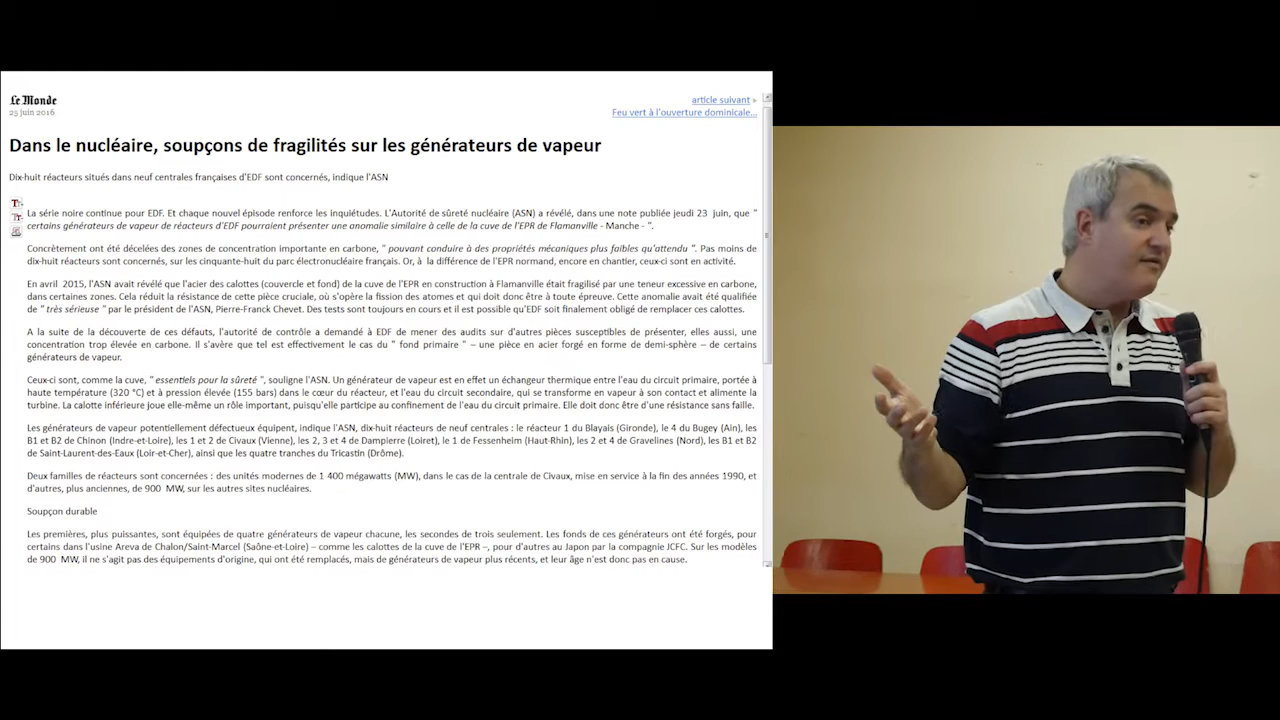 Le Monde
23 juin 2016
article suivant
Feu vert à l'ouverture dominicale...
Dans le nucléaire, soupçons de fragilités sur les générateurs de vapeur
Dix-huit réacteurs situés dans neuf centrales françaises d'EDF sont concernés, indique l'ASN
La série noire continue pour EDF. Et chaque nouvel épisode renforce les inquiétudes. L'Autorité de sûreté nucléaire (ASN) a révélé, dans une note publiée jeudi 23 juin, que "
certains générateurs de vapeur de réacteurs d'EDF pourraient présenter une anomalie similaire à celle de la cuve de l'EPR de Flamanville - Manche - ".
Concrètement ont été décelées des zones de concentration importante en carbone, " pouvant conduire à des propriétés mécaniques plus faibles qu'attendu ". Pas moins de
dix-huit réacteurs sont concernés, sur les cinquante-huit du parc électronucléaire français. Or, à la différence de l'EPR normand, encore en chantier, ceux-ci sont en activité.
En avril 2015, l'ASN avait révélé que l'acier des calottes (couvercle et fond) de la cuve de l'EPR en construction à Flamanville était fragilisé par une teneur excessive en carbone,
dans certaines zones. Cela réduit la résistance de cette pièce cruciale, où s'opère la fission des atomes et qui doit donc être à toute épreuve. Cette anomalie avait été qualifiée
de " très sérieuse " par le président de l'ASN, Pierre-Franck Chevet. Des tests sont toujours en cours et il est possible qu'EDF soit finalement obligé de remplacer ces calottes.
A la suite de la découverte de ces défauts, l'autorité de contrôle a demandé à EDF de mener des audits sur d'autres pièces susceptibles de présenter, elles aussi, une
concentration trop élevée en carbone. Il s'avère que tel est effectivement le cas du " fond primaire " – une pièce en acier forgé en forme de demi-sphère – de certains
générateurs de vapeur.
Ceux-ci sont, comme la cuve, " essentiels pour la sûreté ", souligne l'ASN. Un générateur de vapeur est en effet un échangeur thermique entre l'eau du circuit primaire, portée à
haute température (320 °C) et à pression élevée (155 bars) dans le cœur du réacteur, et l'eau du circuit secondaire, qui se transforme en vapeur à son contact et alimente la
turbine. La calotte inférieure joue elle-même un rôle important, puisqu'elle participe au confinement de l'eau du circuit primaire. Elle doit donc être d'une résistance sans faille.
Les générateurs de vapeur potentiellement défectueux équipent, indique l'ASN, dix-huit réacteurs de neuf centrales : le réacteur 1 du Blayais (Gironde), le 4 du Bugey (Ain), les
B1 et B2 de Chinon (Indre-et-Loire), les 1 et 2 de Civaux (Vienne), les 2, 3 et 4 de Dampierre (Loiret), le 1 de Fessenheim (Haut-Rhin), les 2 et 4 de Gravelines (Nord), les B1 et B2
de Saint-Laurent-des-Eaux (Loir-et-Cher), ainsi que les quatre tranches du Tricastin (Drôme).
Deux familles de réacteurs sont concernées : des unités modernes de 1 400 mégawatts (MW), dans le cas de la centrale de Civaux, mise en service à la fin des années 1990, et
d'autres, plus anciennes, de 900 MW, sur les autres sites nucléaires.
Soupçon durable
Les premières, plus puissantes, sont équipées de quatre générateurs de vapeur chacune, les secondes de trois seulement. Les fonds de ces générateurs ont été forgés, pour
certains dans l'usine Areva de Chalon/Saint-Marcel (Saône-et-Loire) – comme les calottes de la cuve de l'EPR –, pour d'autres au Japon par la compagnie JCFC. Sur les modèles
de 900 MW, il ne s'agit pas des équipements d'origine, qui ont été remplacés, mais de générateurs de vapeur plus récents, et leur âge n'est donc pas en cause.